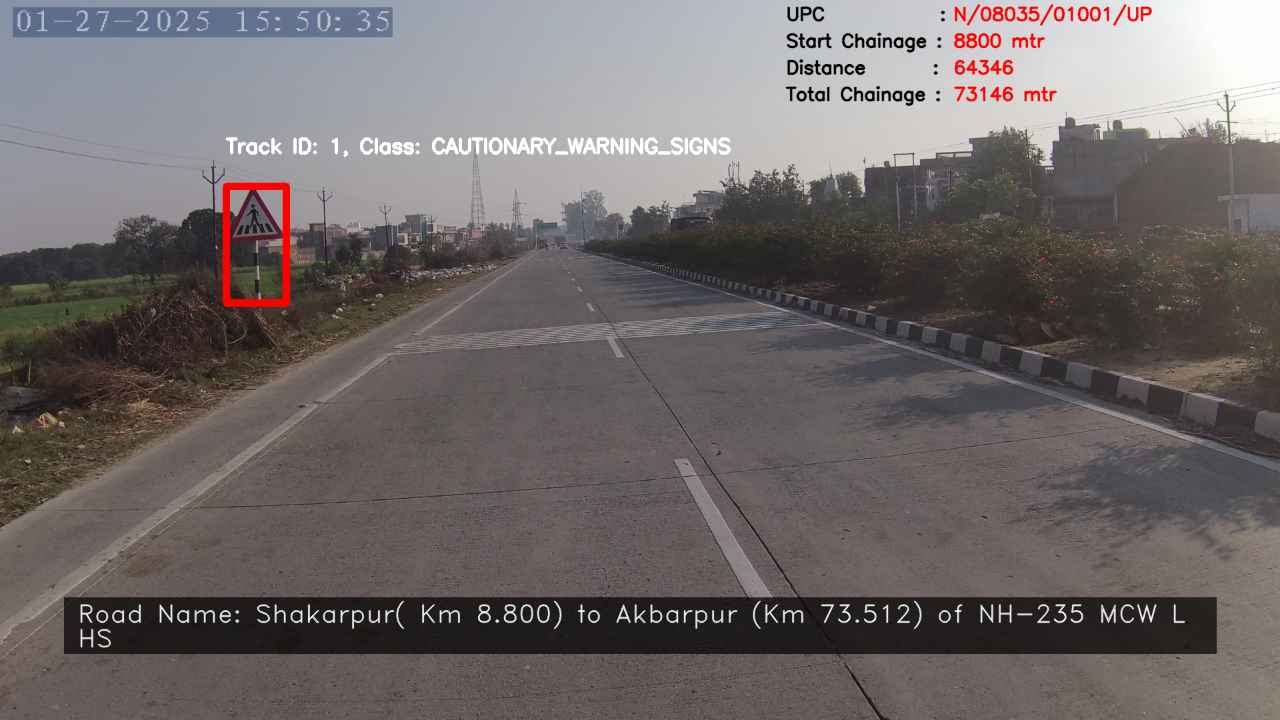 01-27-2025 15:50:35
UPC : N/08035/01001/UP
Start Chainage : 8800 mtr
Distance : 64346
Total Chainage : 73146 mtr
Track ID: 1, Class: CAUTIONARY_WARNING_SIGNS
Road Name: Shakarpur( Km 8.800) to Akbarpur (Km 73.512) of NH-235 MCW L
HS